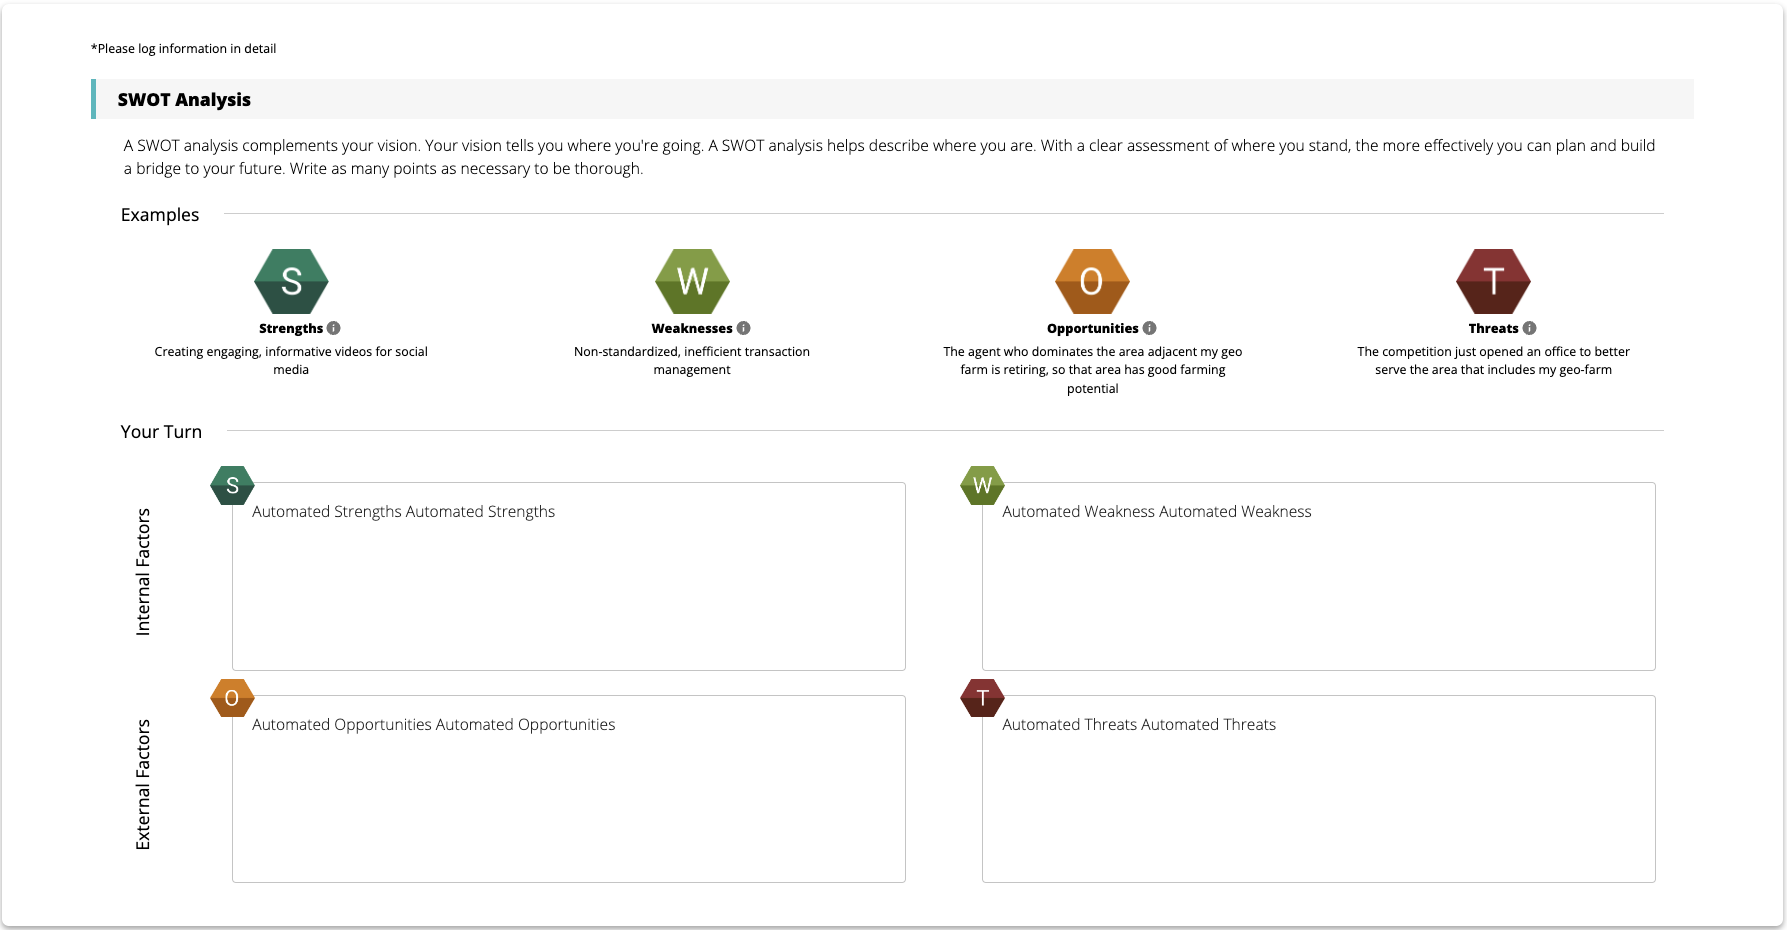 *Please log information in detail
SWOT Analysis
A SWOT analysis complements your vision. Your vision tells you where you're going. A SWOT analysis helps describe where you are. With a clear assessment of where you stand, the more effectively you can plan and build
a bridge to your future. Write as many points as necessary to be thorough.
Examples
S
Strengths i
Creating engaging, informative videos for social
media
W
Weaknesses i
Non-standardized, inefficient transaction
management
O
Opportunities i
The agent who dominates the area adjacent my geo
farm is retiring, so that area has good farming
potential
T
Threats i
The competition just opened an office to better
serve the area that includes my geo-farm
Your Turn
Internal Factors
S
Automated Strengths Automated Strengths
W
Automated Weakness Automated Weakness
External Factors
O
Automated Opportunities Automated Opportunities
T
Automated Threats Automated Threats